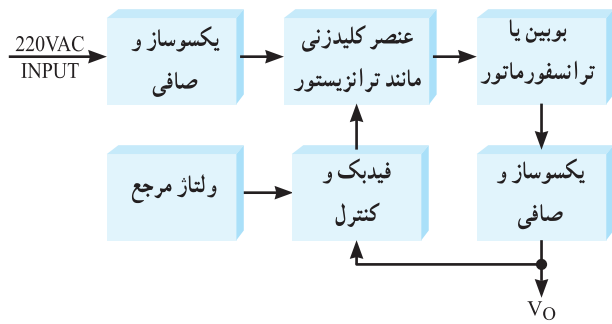 220VAC
INPUT
یکسوساز و
صافی
عنصر کلیدزنی
مانند ترانزیستور
بوبین یا
ترانسفورماتور
ولتاژ مرجع
فیدبک و
کنترل
یکسوساز و
صافی
VO